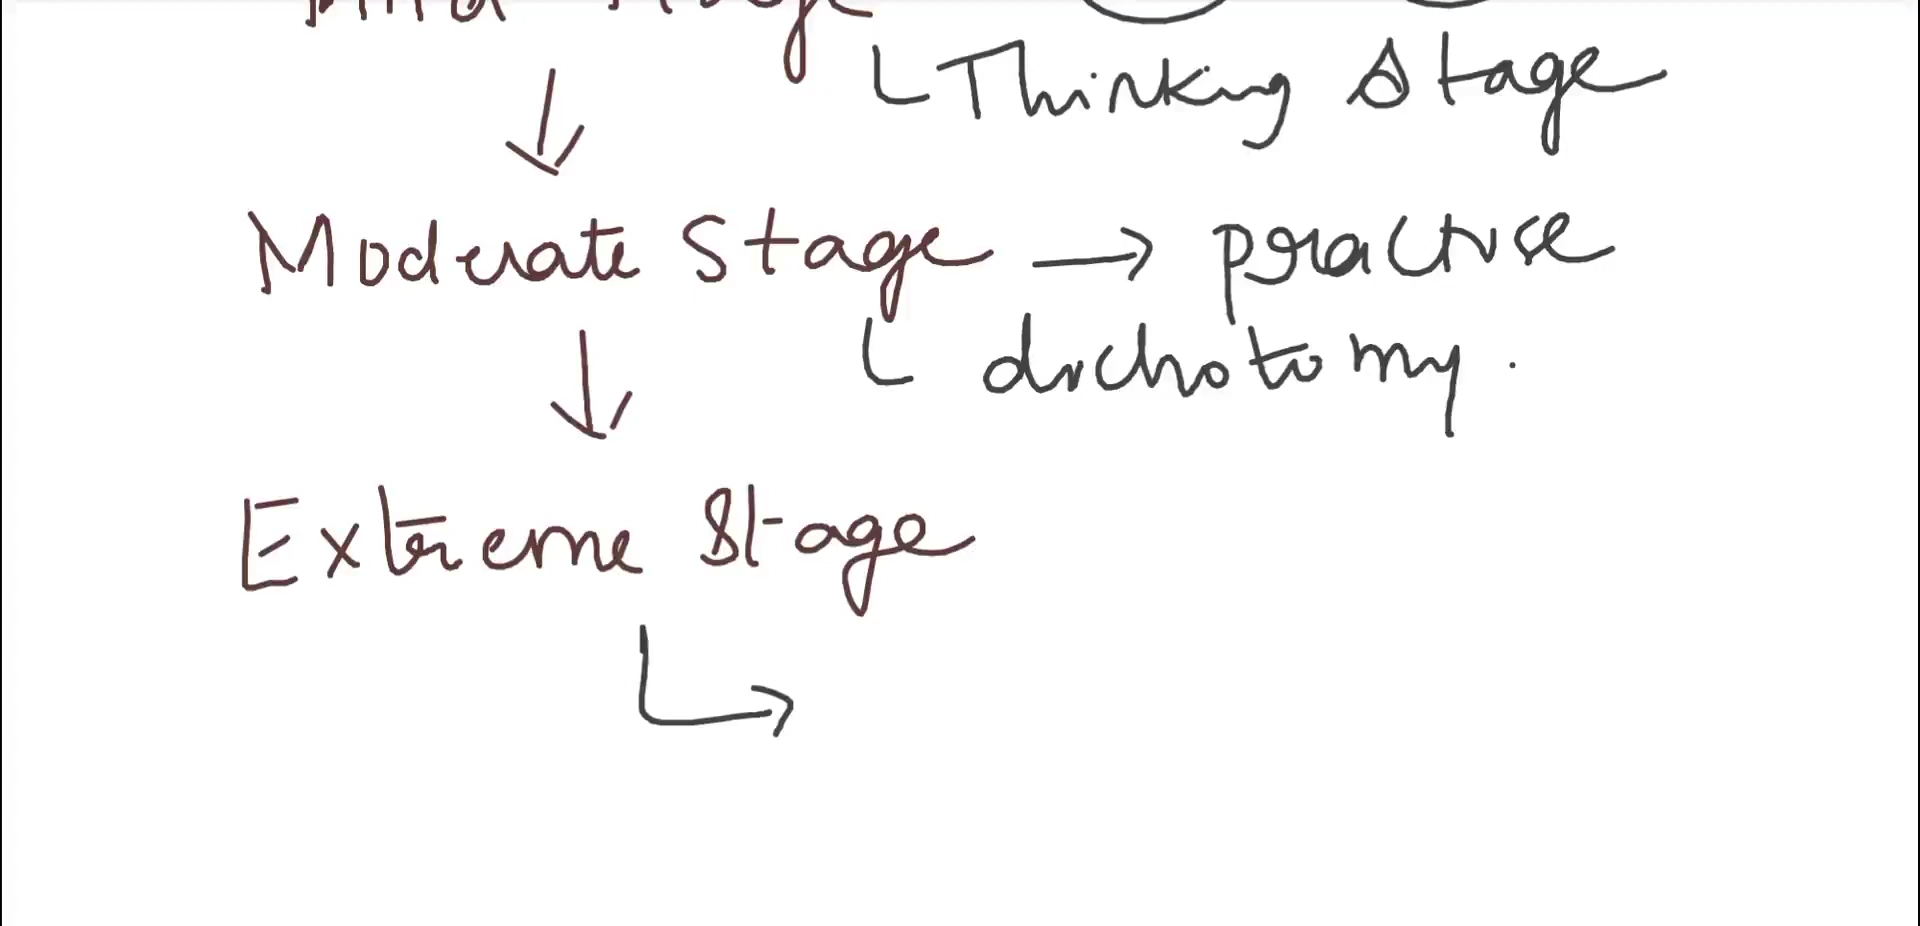 Thinking Stage
Moderate Stage → practise
dichotomy.
Extreme Stage